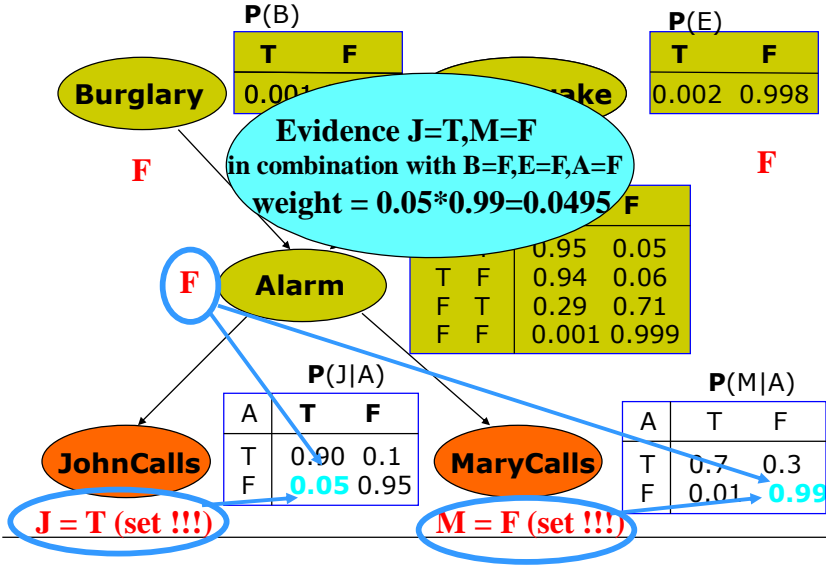 P(B)
P(E)
T F
T F
Burglary
0.001
0.002 0.998
Evidence J=T,M=F
in combination with B=F,E=F,A=F
weight = 0.05*0.99=0.0495
F
F
F
0.95 0.05
T F 0.94 0.06
F T 0.29 0.71
F F 0.001 0.999
F
Alarm
P(J|A)
P(M|A)
A T F
T 0.90 0.1
F 0.05 0.95
A T F
T 0.7 0.3
F 0.01 0.99
JohnCalls
MaryCalls
J = T (set !!!)
M = F (set !!!)